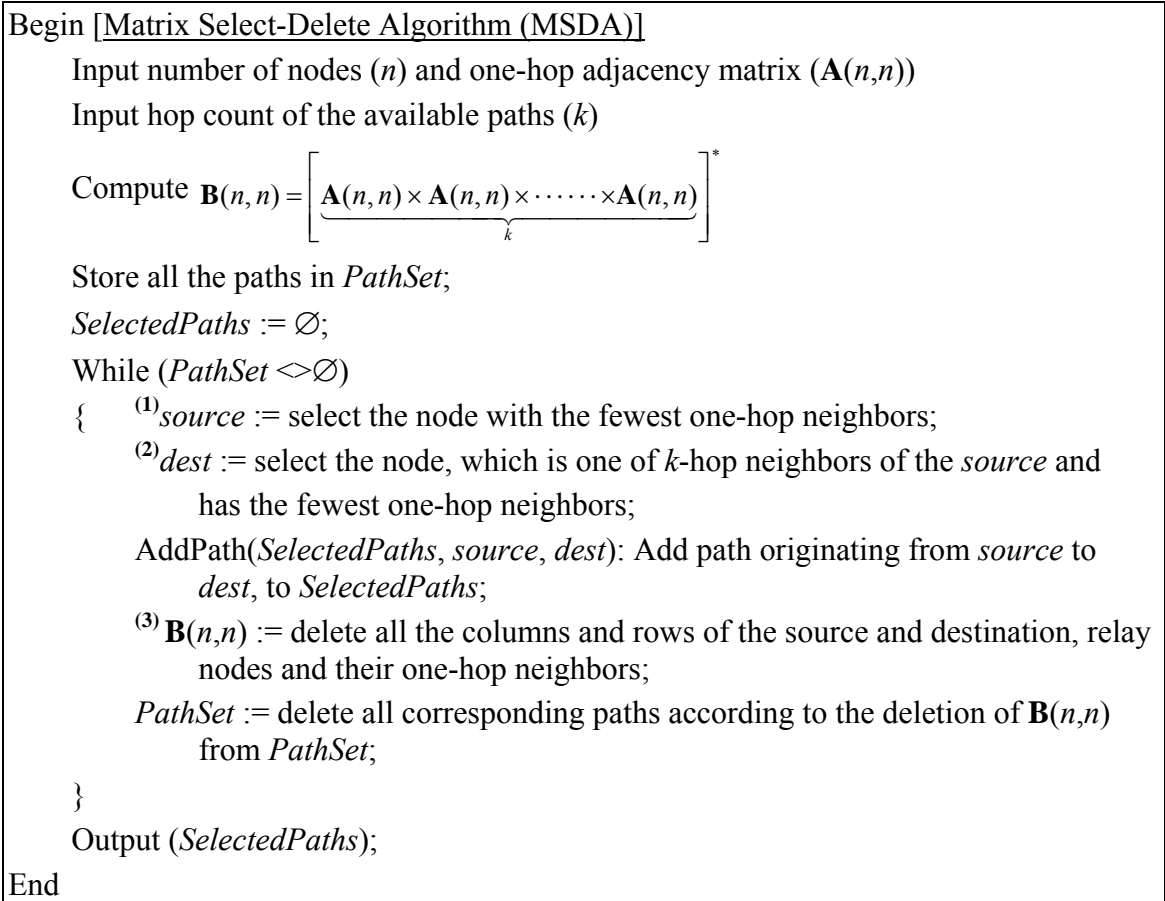 Begin [Matrix Select-Delete Algorithm (MSDA)]
Input number of nodes (n) and one-hop adjacency matrix (A(n,n))
Input hop count of the available paths (k)
Compute B(n,n) = [A(n,n) × A(n,n) × ······ × A(n,n)]*
k
Store all the paths in PathSet;
SelectedPaths := ∅;
While (PathSet <>∅)
{ (1)source := select the node with the fewest one-hop neighbors;
(2)dest := select the node, which is one of k-hop neighbors of the source and
has the fewest one-hop neighbors;
AddPath(SelectedPaths, source, dest): Add path originating from source to
dest, to SelectedPaths;
(3) B(n,n) := delete all the columns and rows of the source and destination, relay
nodes and their one-hop neighbors;
PathSet := delete all corresponding paths according to the deletion of B(n,n)
from PathSet;
}
Output (SelectedPaths);
End